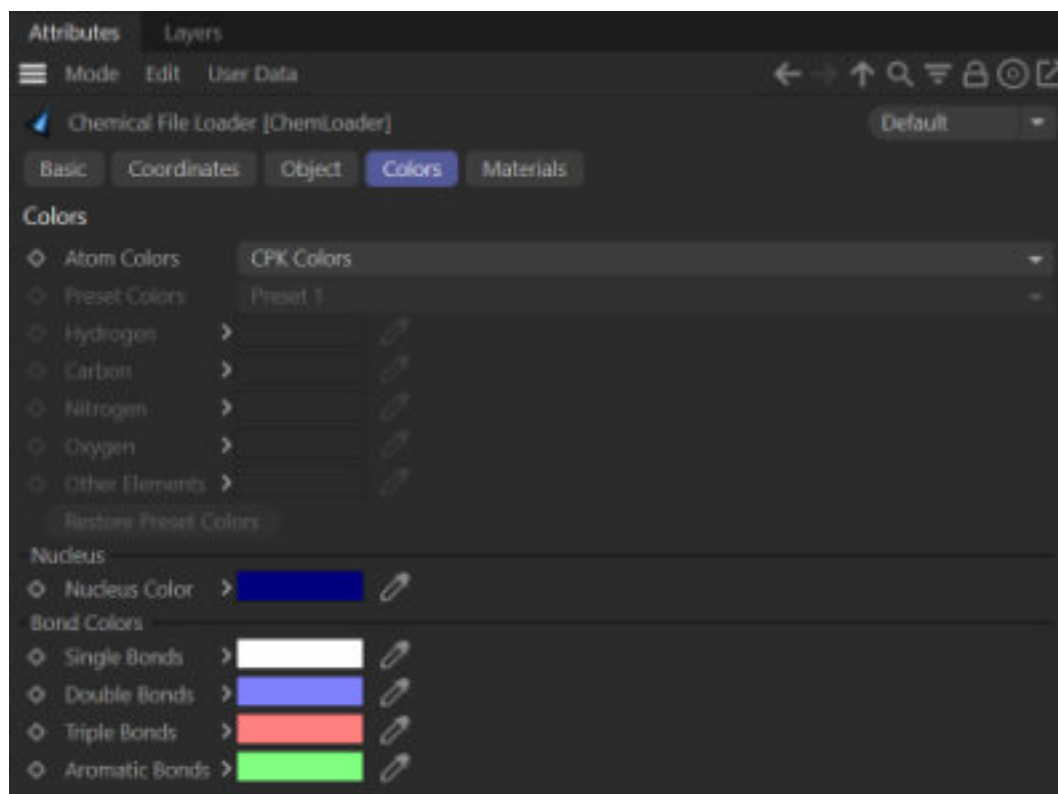 Attributes Layers
Mode Edit User Data
Chemical File Loader [ChemLoader] Default
Basic Coordinates Object Colors Materials
Colors
Atom Colors CPK Colors
Preset Colors Preset 1
Hydrogen
Carbon
Nitrogen
Oxygen
Other Elements
Restore Preset Colors
Nucleus
Nucleus Color
Bond Colors
Single Bonds
Double Bonds
Triple Bonds
Aromatic Bonds